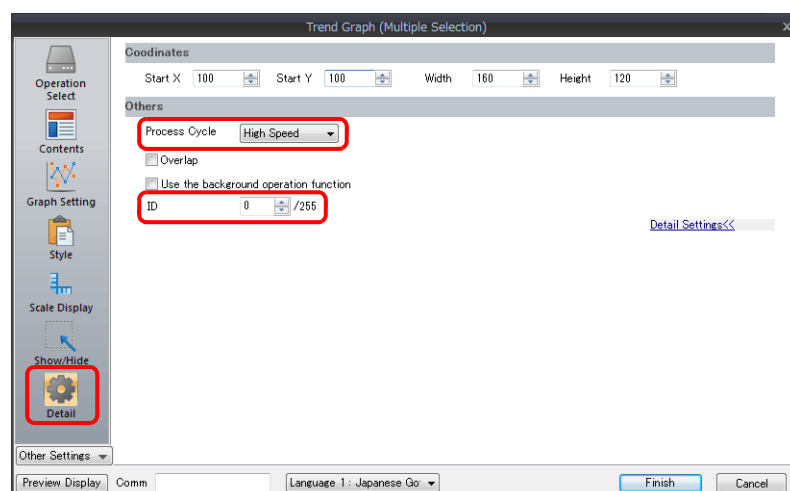 Trend Graph (Multiple Selection)
Operation
Select
Contents
Graph Setting
Style
Scale Display
Show/Hide
Detail
Other Settings
Coodinates
Start X 100 Start Y 100 Width 160 Height 120
Others
Process Cycle High Speed
Overlap
Use the background operation function
ID 0 /255
Detail Settings<<
Preview Display Comm Language 1 : Japanese Go Finish Cancel